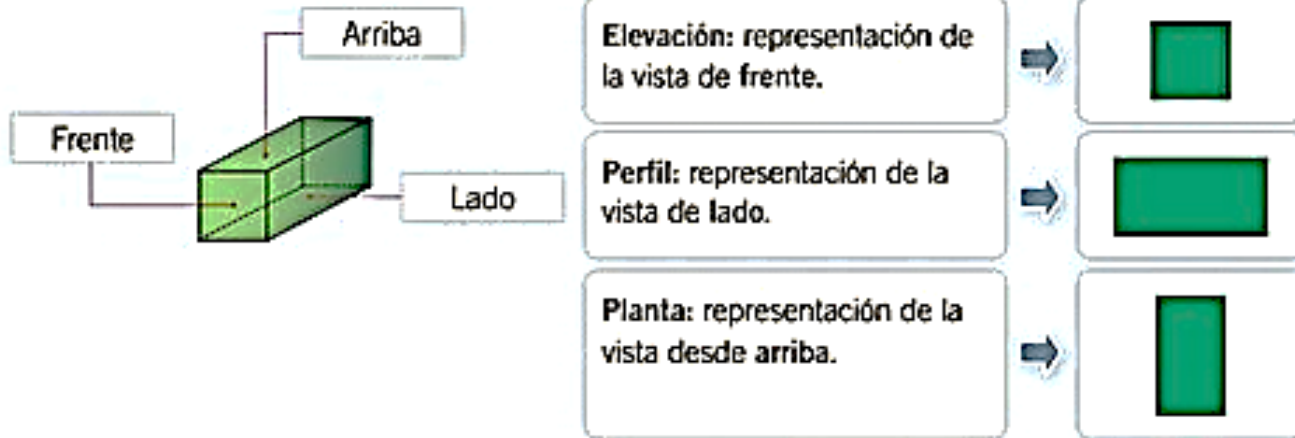 Arriba
Frente
Lado
Elevación: representación de
la vista de frente.
Perfil: representación de la
vista de lado.
Planta: representación de la
vista desde arriba.